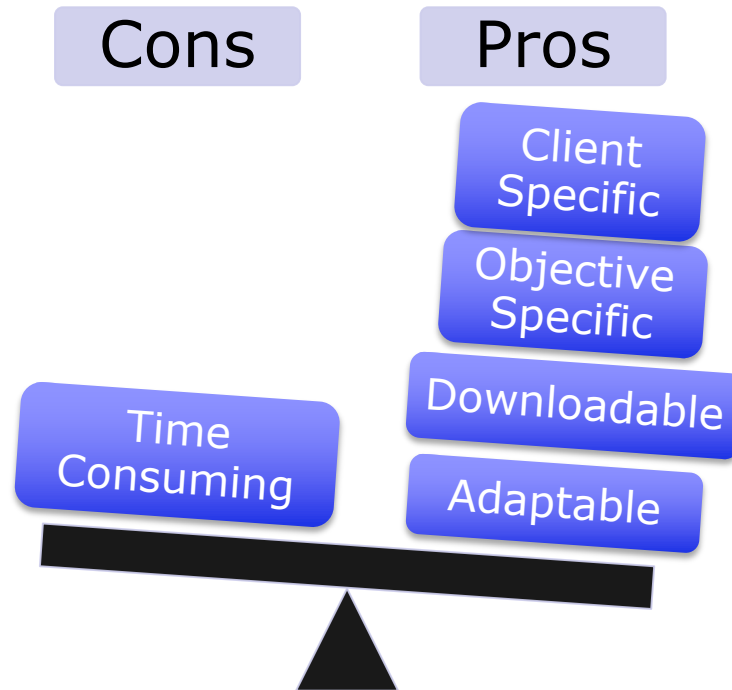 Cons
Pros
Client
Specific
Objective
Specific
Downloadable
Adaptable
Time
Consuming